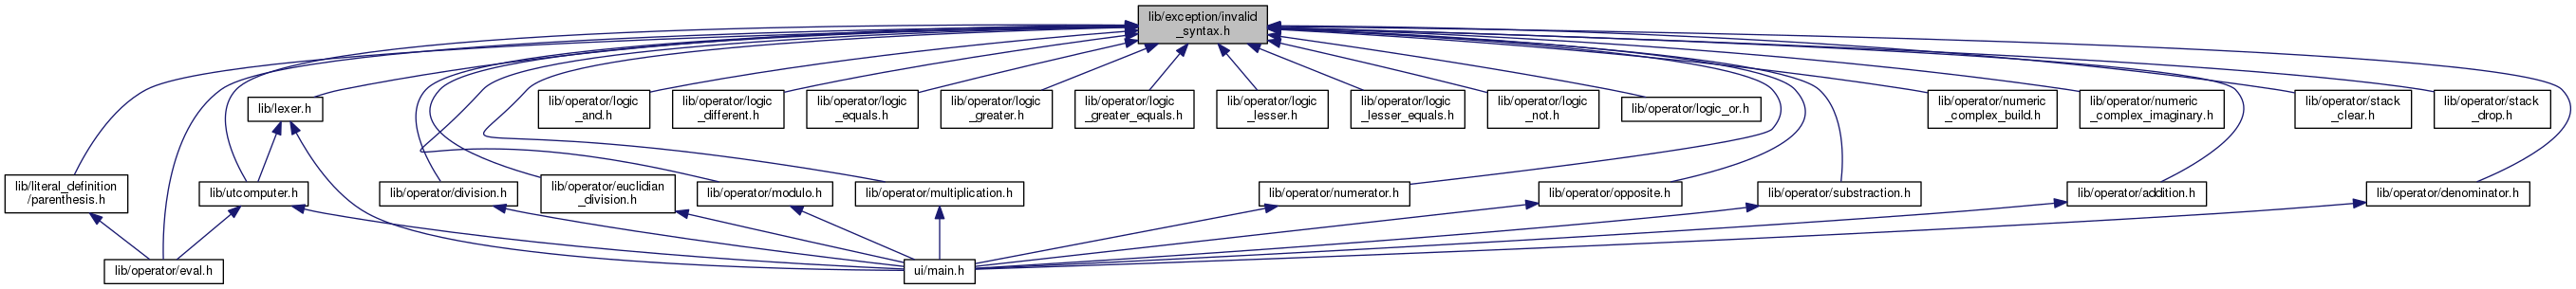 lib/exception/invalid
_syntax.h
lib/lexer.h
lib/operator/logic
_and.h
lib/operator/logic
_different.h
lib/operator/logic
_equals.h
lib/operator/logic
_greater.h
lib/operator/logic
_greater_equals.h
lib/operator/logic
_lesser.h
lib/operator/logic
_lesser_equals.h
lib/operator/logic
_not.h
lib/operator/logic_or.h
lib/operator/numeric
_complex_build.h
lib/operator/numeric
_complex_imaginary.h
lib/operator/stack
_clear.h
lib/operator/stack
_drop.h
lib/literal_definition
/parenthesis.h
lib/utcomputer.h
lib/operator/division.h
lib/operator/euclidian
_division.h
lib/operator/modulo.h
lib/operator/multiplication.h
lib/operator/numerator.h
lib/operator/opposite.h
lib/operator/substraction.h
lib/operator/addition.h
lib/operator/denominator.h
lib/operator/eval.h
ui/main.h